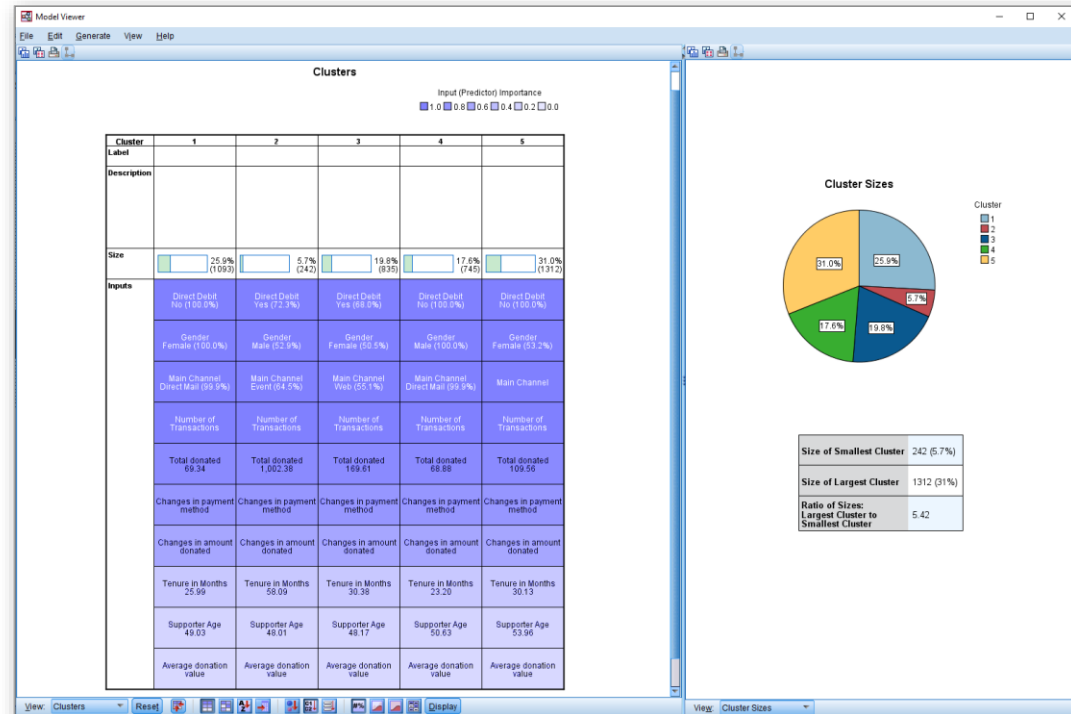 Model Viewer
File Edit Generate View Help
Clusters
Input (Predictor) Importance
1.0 0.8 0.6 0.4 0.2 0.0
Cluster 1 2 3 4 5
Label
Description
Size
25.9% 5.7% 19.8% 17.6% 31.0%
(1093) (242) (835) (745) (1312)
Inputs
Direct Debit Direct Debit Direct Debit Direct Debit Direct Debit
No (100.0%) Yes (72.3%) Yes (68.0%) No (100.0%) No (100.0%)
Gender Gender Gender Gender Gender
Female (100.0%) Male (52.9%) Female (50.5%) Male (100.0%) Female (53.2%)
Main Channel Main Channel Main Channel Main Channel Main Channel
Direct Mail (99.9%) Event (64.5%) Web (55.1%) Direct Mail (99.9%)
Number of Number of Number of Number of Number of
Transactions Transactions Transactions Transactions Transactions
Total donated Total donated Total donated Total donated Total donated
69.34 1,002.38 169.61 68.88 109.56
Changes in payment Changes in payment Changes in payment Changes in payment Changes in payment
method method method method method
Changes in amount Changes in amount Changes in amount Changes in amount Changes in amount
donated donated donated donated donated
Tenure in Months Tenure in Months Tenure in Months Tenure in Months Tenure in Months
25.99 58.09 30.38 23.20 30.13
Supporter Age Supporter Age Supporter Age Supporter Age Supporter Age
49.03 48.01 48.17 50.63 53.96
Average donation Average donation Average donation Average donation Average donation
value value value value value
View: Clusters Reset Display
Cluster Sizes
Cluster
1
2
3
4
5
31.0% 25.9%
5.7%
17.6% 19.8%
Size of Smallest Cluster 242 (5.7%)
Size of Largest Cluster 1312 (31%)
Ratio of Sizes:
Largest Cluster to
Smallest Cluster
5.42
View: Cluster Sizes